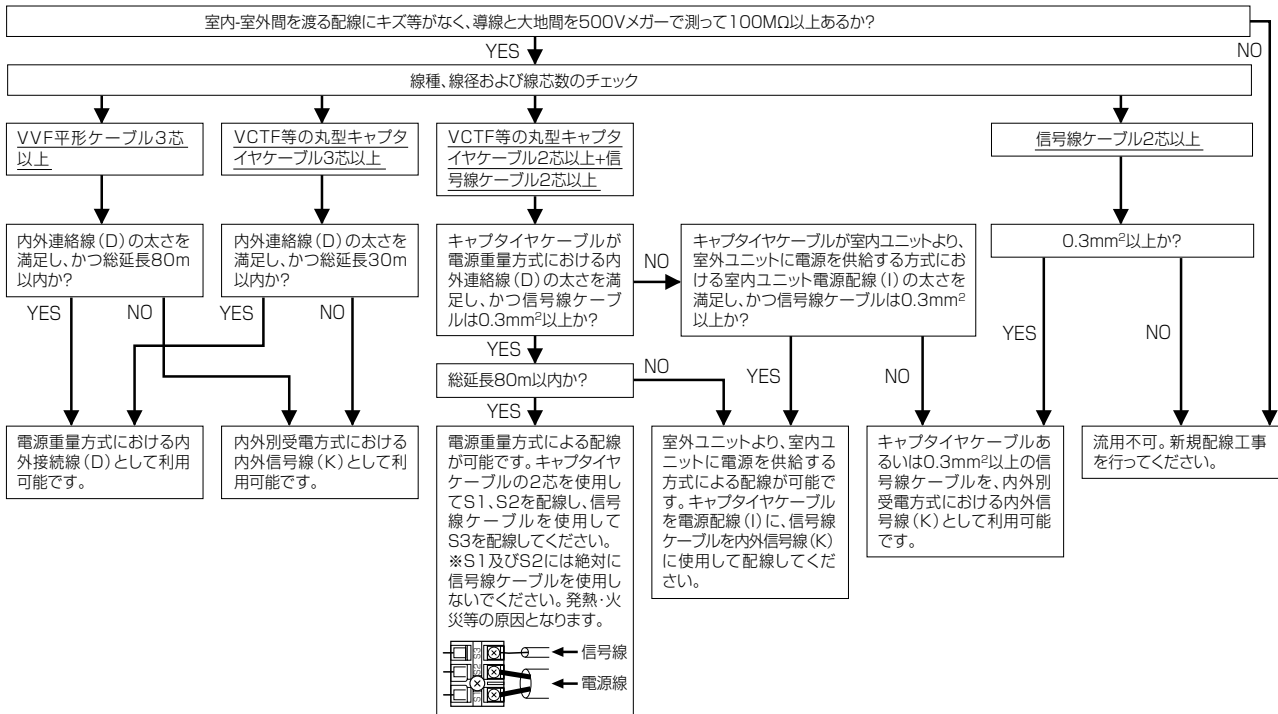 室内-室外間を渡る配線にキズ等がなく、導線と大地間を500Vメガーで測って100MΩ以上あるか?
YES
NO
線種、線径および線芯数のチェック
VVF平形ケーブル3芯
以上
VCTF等の丸型キャプタ
イヤケーブル3芯以上
VCTF等の丸型キャプタ
イヤケーブル2芯以上+信
号線ケーブル2芯以上
信号線ケーブル2芯以上
内外連絡線(D)の太さを
満足し、かつ総延長80m
以内か?
内外連絡線(D)の太さを
満足し、かつ総延長30m
以内か?
キャプタイヤケーブルが
電源重量方式における内
外連絡線(D)の太さを満
足し、かつ信号線ケーブ
ルは0.3mm²以上か?
NO
キャプタイヤケーブルが室内ユニットより、
室外ユニットに電源を供給する方式にお
ける室内ユニット電源配線(I)の太さを
満足し、かつ信号線ケーブルは0.3mm²
以上か?
0.3mm²以上か?
YES
NO
YES
NO
YES
総延長80m以内か?
NO
YES
YES
NO
YES
NO
電源重量方式における内
外接続線(D)として利用
可能です。
内外別受電方式における
内外信号線(K)として利
用可能です。
電源重量方式による配線
が可能です。キャプタイヤ
ケーブルの2芯を使用し
てS1、S2を配線し、信号
線ケーブルを使用して
S3を配線してください。
※S1及びS2には絶対に
信号線ケーブルを使用し
ないでください。発熱・火
災等の原因となります。
S3
S2
S1
信号線
電源線
室外ユニットより、室内ユ
ニットに電源を供給する
方式による配線が可能で
す。キャプタイヤケーブル
を電源配線(I)に、信号線
ケーブルを内外信号線(K)
に使用して配線してくだ
さい。
キャプタイヤケーブルあ
るいは0.3mm²以上の信
号線ケーブルを、内外別
受電方式における内外信
号線(K)として利用可能
です。
流用不可。新規配線工事
を行ってください。